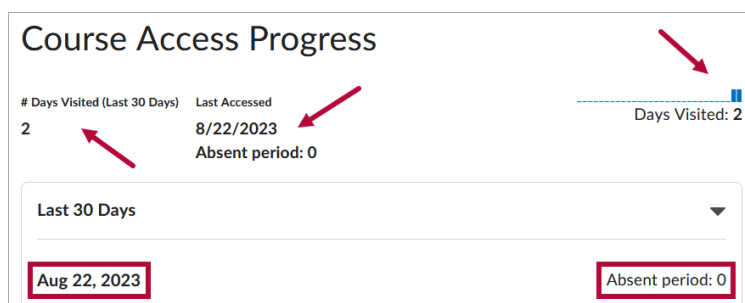 Course Access Progress
# Days Visited (Last 30 Days) Last Accessed
2 8/22/2023
Absent period: 0
Days Visited: 2
Last 30 Days
Aug 22, 2023 Absent period: 0